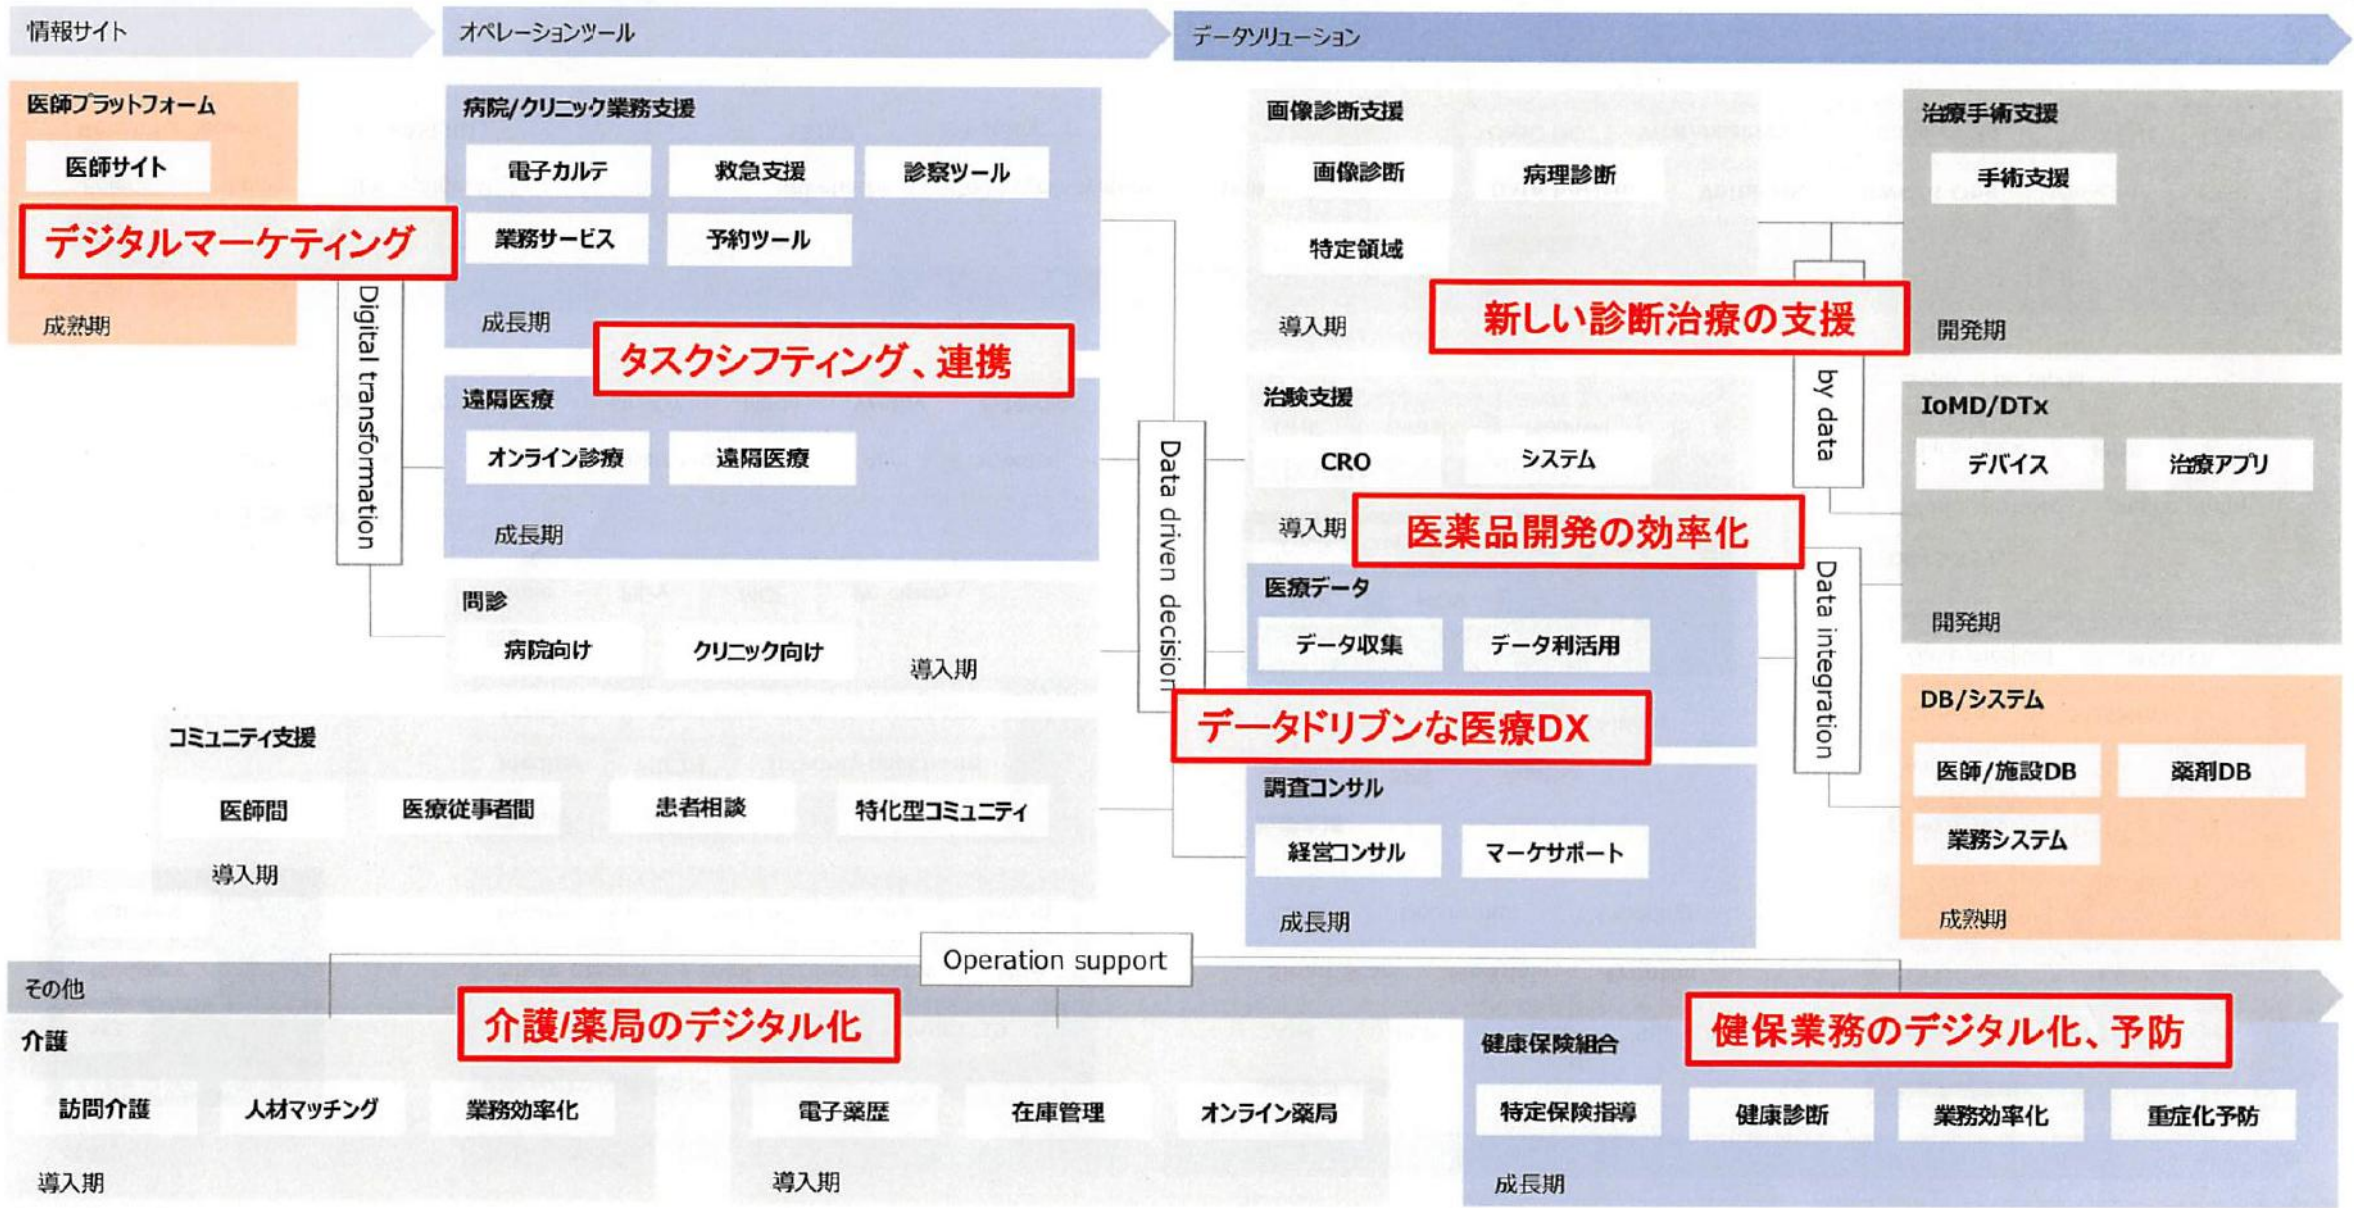 情報サイト
オペレーションツール
データソリューション
医師プラットフォーム
医師サイト
デジタルマーケティング
成熟期
Digital transformation
病院/クリニック業務支援
電子カルテ
救急支援
診察ツール
業務サービス
予約ツール
成長期
タスクシフティング、連携
遠隔医療
オンライン診療
遠隔医療
成長期
問診
病院向け
クリニック向け
導入期
コミュニティ支援
医師間
医療従事者間
患者相談
特化型コミュニティ
導入期
Data driven decision
画像診断支援
画像診断
病理診断
特定領域
導入期
新しい診断治療の支援
治験支援
CRO
システム
導入期
医薬品開発の効率化
医療データ
データ収集
データ利活用
データドリブンな医療DX
調査コンサル
経営コンサル
マーケサポート
成長期
by data
Data integration
治療手術支援
手術支援
開発期
IoMD/DTx
デバイス
治療アプリ
開発期
DB/システム
医師/施設DB
薬剤DB
業務システム
成熟期
Operation support
その他
介護
介護/薬局のデジタル化
訪問介護
人材マッチング
業務効率化
導入期
電子薬歴
在庫管理
オンライン薬局
導入期
健康保険組合
健保業務のデジタル化、予防
特定保険指導
健康診断
業務効率化
重症化予防
成長期